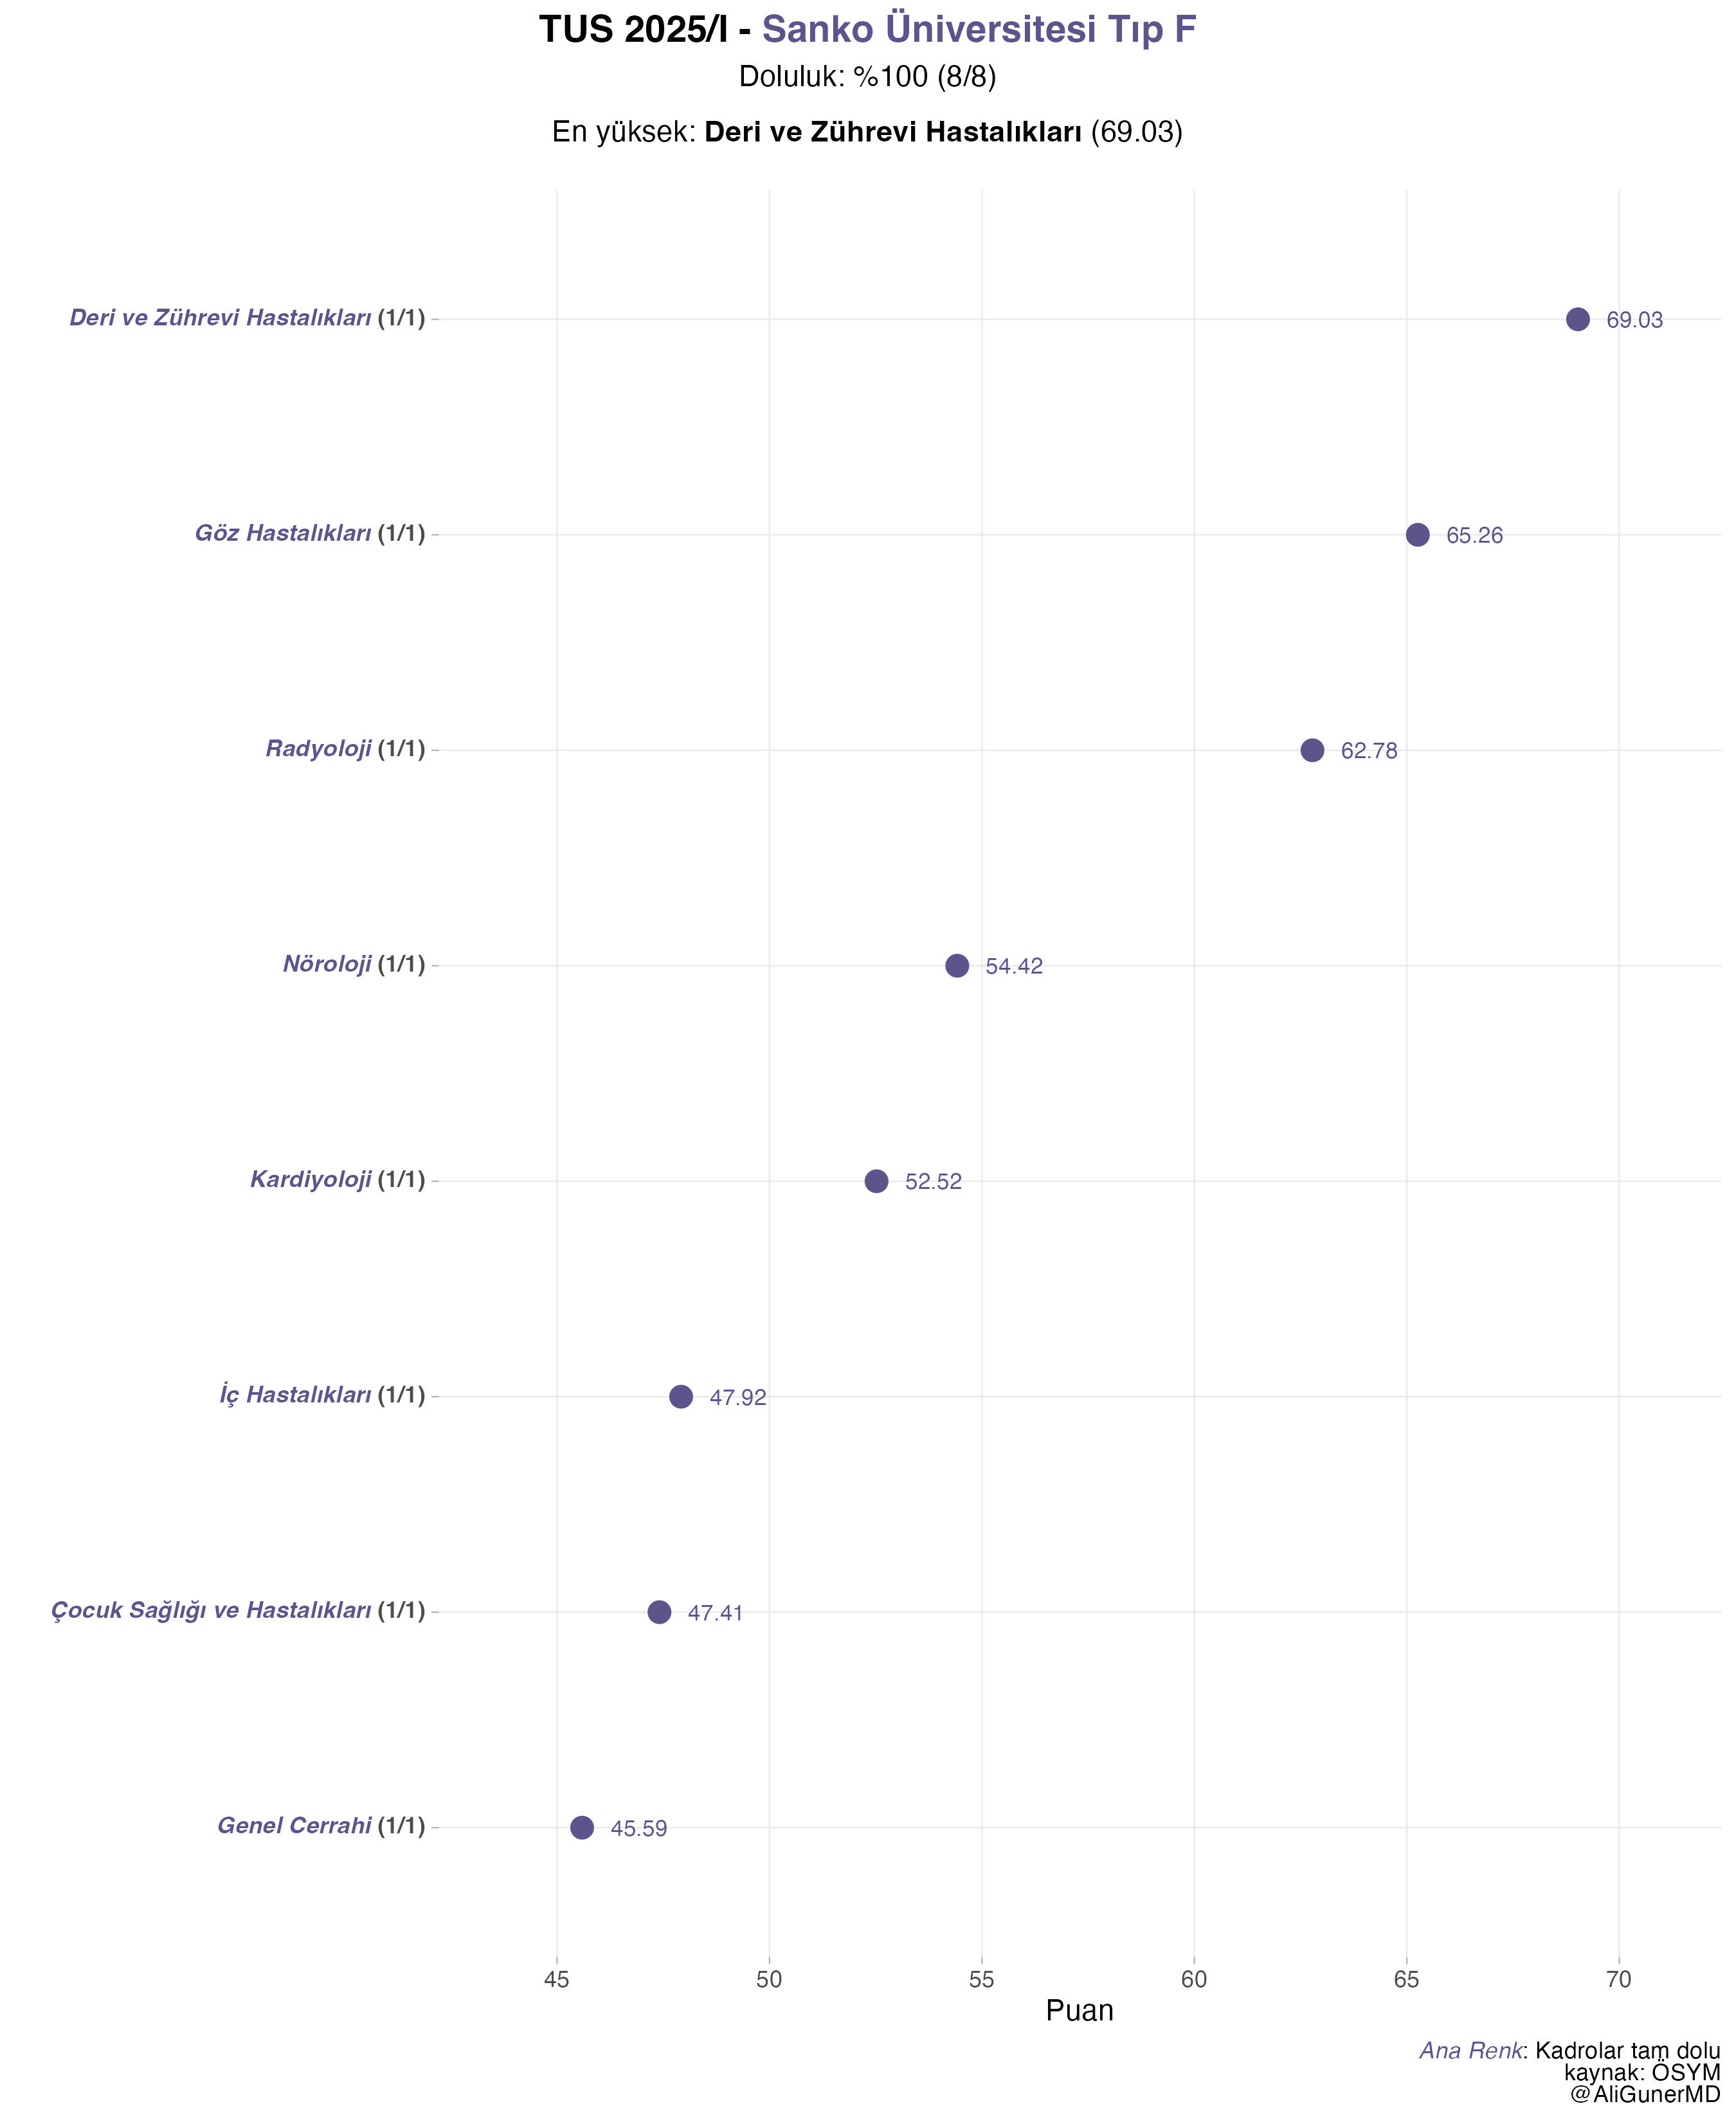 TUS 2025/I - Sanko Üniversitesi Tıp F
Doluluk: %100 (8/8)
En yüksek: Deri ve Zührevi Hastalıkları (69.03)
Deri ve Zührevi Hastalıkları (1/1)
69.03
Göz Hastalıkları (1/1)
65.26
Radyoloji (1/1)
62.78
Nöroloji (1/1)
54.42
Kardiyoloji (1/1)
52.52
İç Hastalıkları (1/1)
47.92
Çocuk Sağlığı ve Hastalıkları (1/1)
47.41
Genel Cerrahi (1/1)
45.59
45 50 55 60 65 70
Puan
Ana Renk: Kadrolar tam dolu
kaynak: ÖSYM
@AliGunerMD